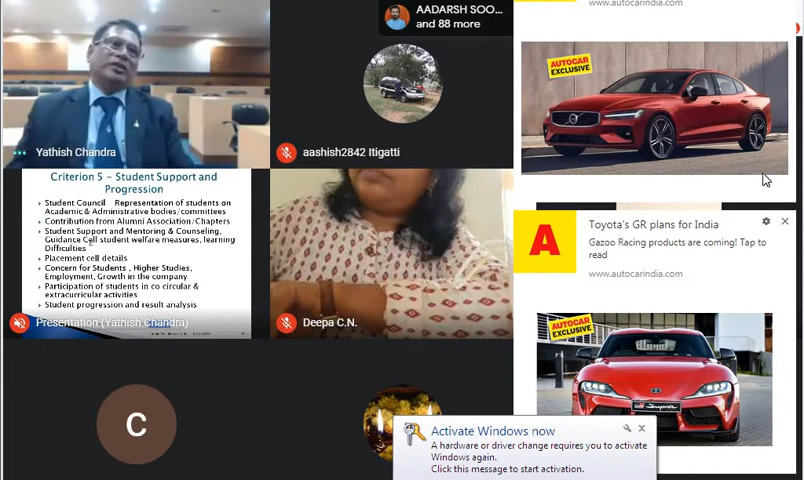 AADARSH SOO...
and 88 more
www.autocarindia.com
AUTOCAR
EXCLUSIVE
Yathish Chandra
aashish2842 Itigatti
Criterion 5 – Student Support and
Progression
Student Council Representation of students on
Academic & Administrative bodies/committees
Contribution from Alumni Association/Chapters
Student Support and Mentoring & Counseling,
Guidance Cell student welfare measures, learning
Difficulties
Placement cell details
Concern for Students , Higher Studies,
Employment, Growth in the company
Participation of students in co circular &
extracurricular activities
Student progression and result analysis
Presentation (Yathish Chandra)
Deepa C.N.
A
Toyota's GR plans for India
Gazoo Racing products are coming! Tap to
read
www.autocarindia.com
AUTOCAR
EXCLUSIVE
GR Supra
C
Activate Windows now
A hardware or driver change requires you to activate
Windows again.
Click this message to start activation.